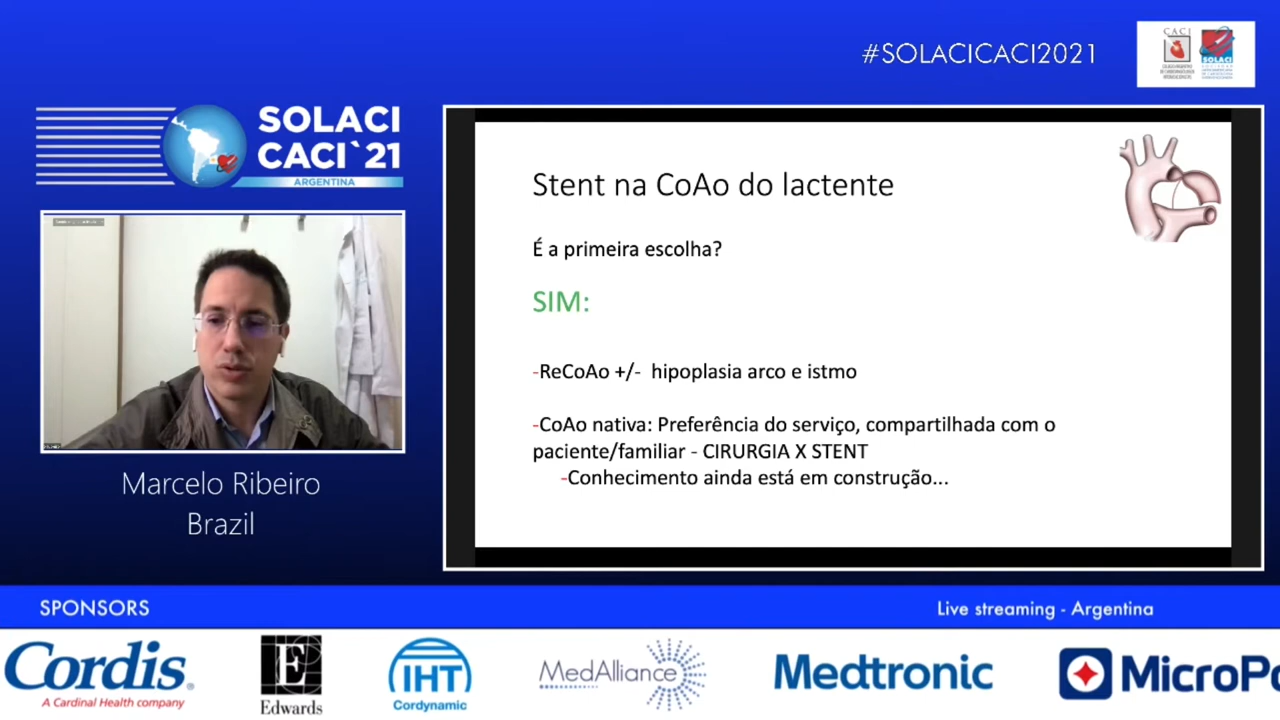 #SOLACICACI2021
CACI
SOLACI
SOLACI
CACI`21
ARGENTINA
Stent na CoAo do lactente
É a primeira escolha?
SIM:
-ReCoAo +/- hipoplasia arco e istmo
-CoAo nativa: Preferência do serviço, compartilhada com o
paciente/familiar - CIRURGIA X STENT
-Conhecimento ainda está em construção...
Marcelo Ribeiro
Brazil
SPONSORS
Live streaming - Argentina
Cordis
A Cardinal Health company
E
Edwards
IHT
Cordynamic
MedAlliance
Medtronic
MicroPo